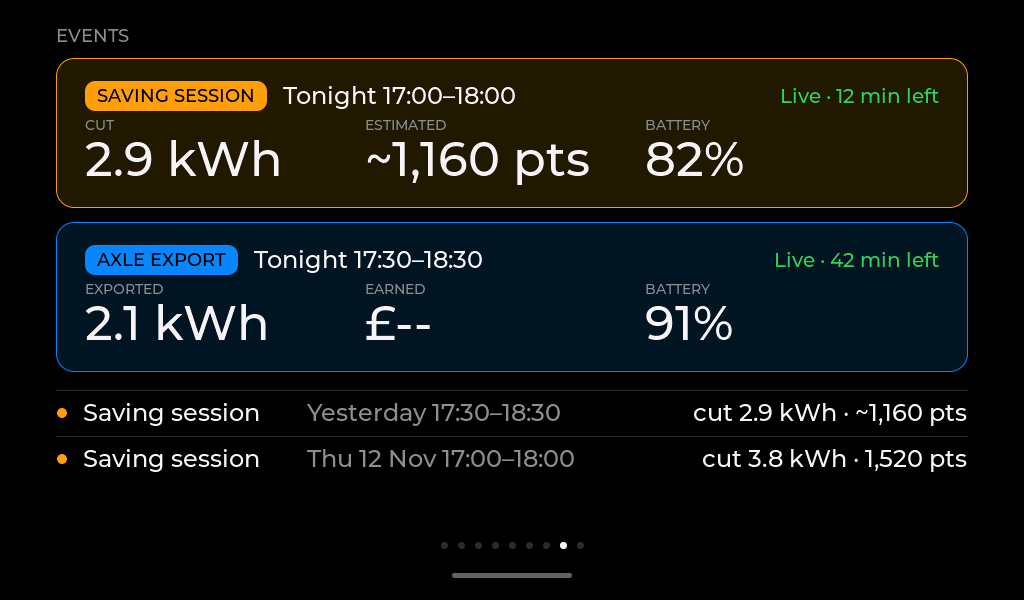 EVENTS
SAVING SESSION Tonight 17:00–18:00 Live · 12 min left
CUT ESTIMATED BATTERY
2.9 kWh ~1,160 pts 82%
AXLE EXPORT Tonight 17:30–18:30 Live · 42 min left
EXPORTED EARNED BATTERY
2.1 kWh £-- 91%
Saving session Yesterday 17:30–18:30 cut 2.9 kWh · ~1,160 pts
Saving session Thu 12 Nov 17:00–18:00 cut 3.8 kWh · 1,520 pts